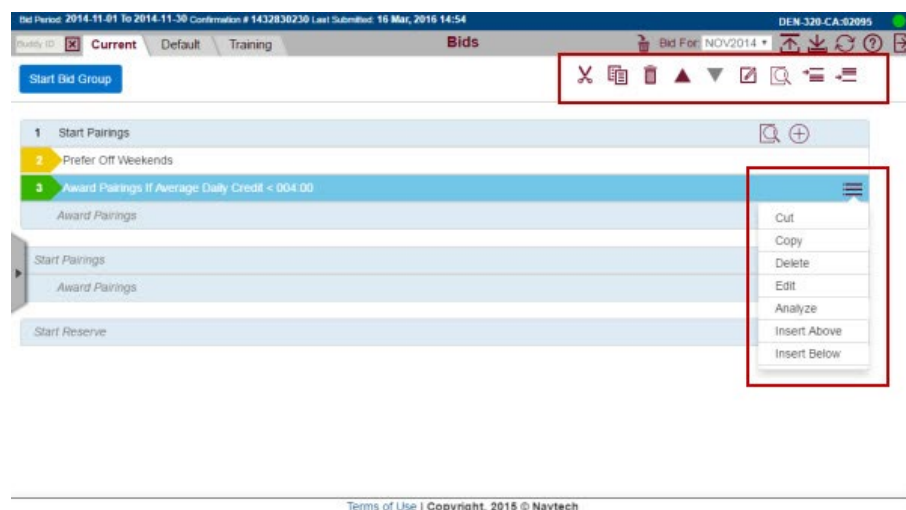 Bid Period: 2014-11-01 To 2014-11-30 Confirmation # 1432830230 Last Submitted: 16 Mar, 2016 14:54 DEN-320-CA:02095
Buddy ID Current Default Training Bids Bid For: NOV2014
Start Bid Group
1 Start Pairings
2 Prefer Off Weekends
3 Award Pairings If Average Daily Credit < 004:00
Award Pairings
Cut
Copy
Start Pairings
Delete
Award Pairings
Edit
Analyze
Start Reserve
Insert Above
Insert Below
Terms of Use | Copyright, 2015 © Navtech